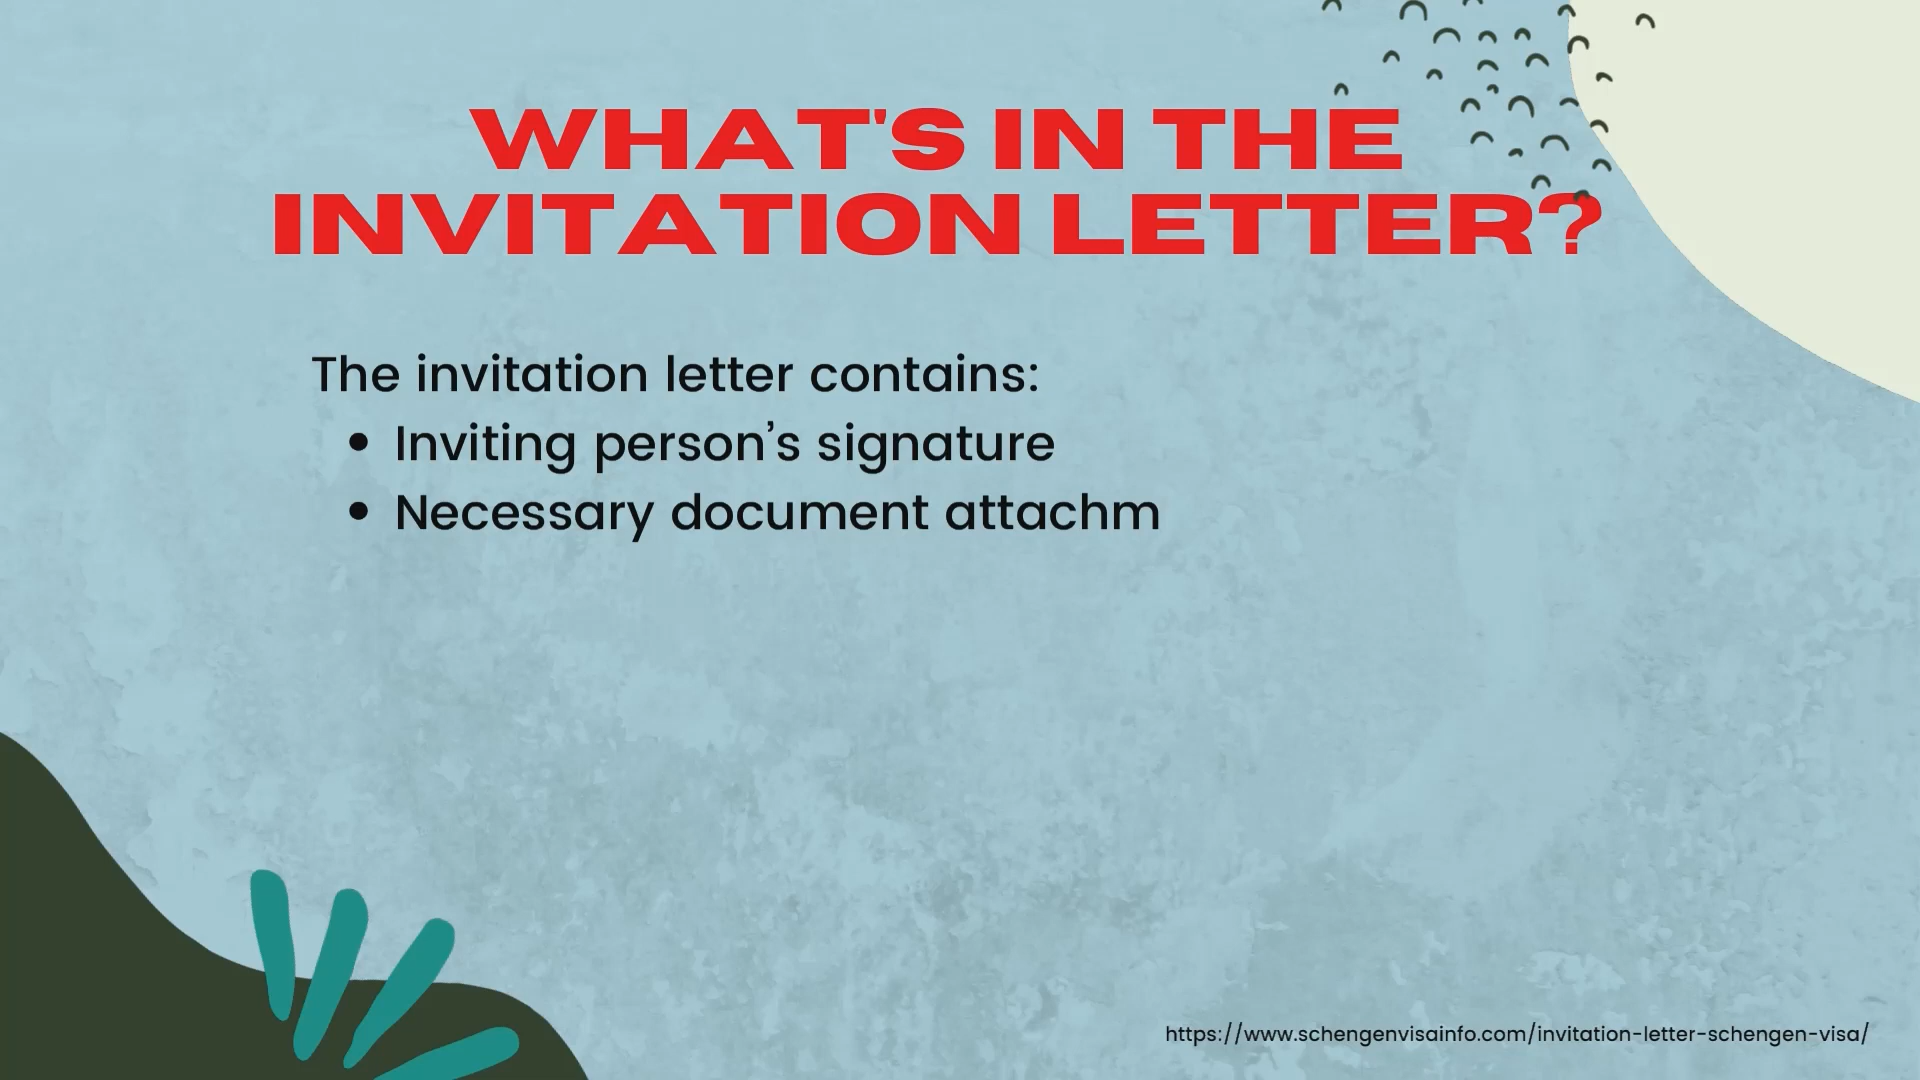 WHAT'S IN THE
INVITATION LETTER?
The invitation letter contains:
• Inviting person's signature
• Necessary document attachm
https://www.schengenvisainfo.com/invitation-letter-schengen-visa/